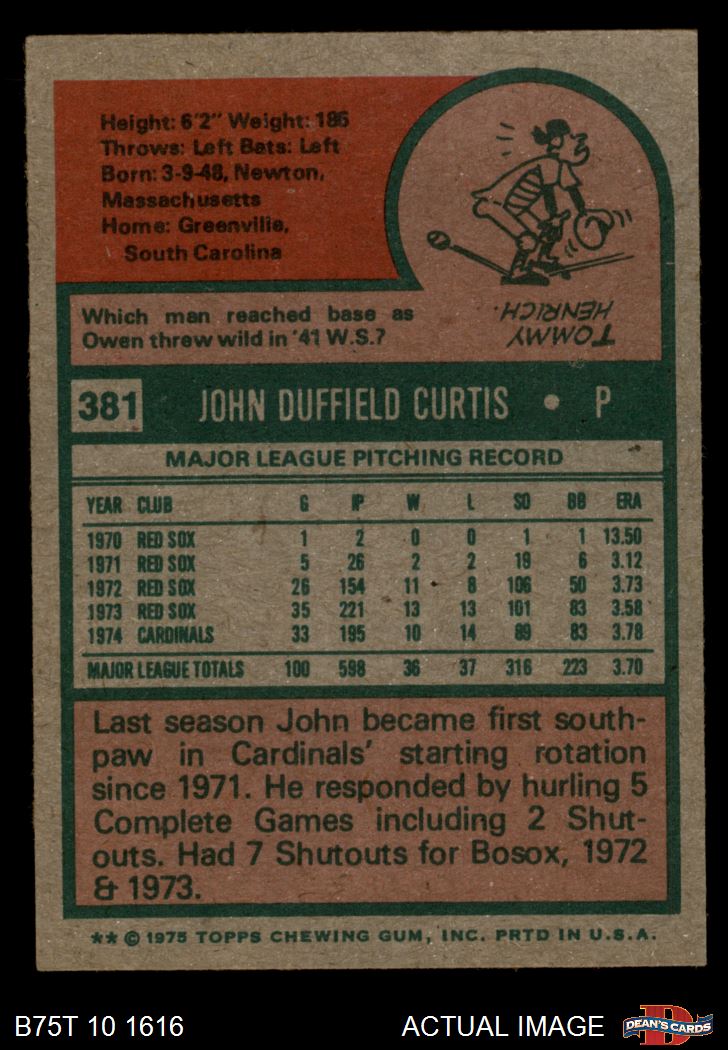 Height: 6'2" Weight: 185
Throws: Left Bats: Left
Born: 3-9-48, Newton,
Massachusetts
Home: Greenville,
South Carolina
Which man reached base as
Owen threw wild in '41 W.S.?
TOMMY
HENRICH.
381 JOHN DUFFIELD CURTIS • P
MAJOR LEAGUE PITCHING RECORD
YEAR CLUB G IP W L SO BB ERA
1970 RED SOX 1 2 0 0 1 1 13.50
1971 RED SOX 5 26 2 2 19 6 3.12
1972 RED SOX 26 154 11 8 106 50 3.73
1973 RED SOX 35 221 13 13 101 83 3.58
1974 CARDINALS 33 195 10 14 89 83 3.78
MAJOR LEAGUE TOTALS 100 598 36 37 316 223 3.70
Last season John became first south-
paw in Cardinals' starting rotation
since 1971. He responded by hurling 5
Complete Games including 2 Shut-
outs. Had 7 Shutouts for Bosox, 1972
& 1973.
** © 1975 TOPPS CHEWING GUM, INC. PRTD IN U.S.A.
B75T 10 1616 ACTUAL IMAGE
D
DEAN'S CARDS